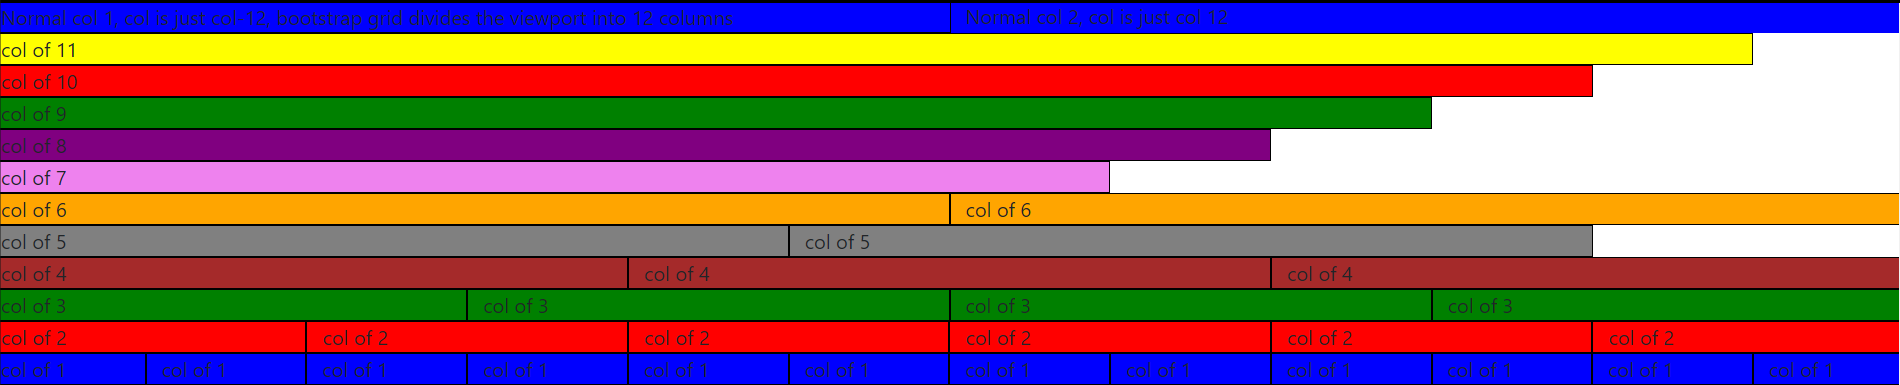 Normal col 1, col is just col-12, bootstrap grid divides the viewport into 12 columns Normal col 2, col is just col 12
col of 11
col of 10
col of 9
col of 8
col of 7
col of 6 col of 6
col of 5 col of 5
col of 4 col of 4 col of 4
col of 3 col of 3 col of 3 col of 3
col of 2 col of 2 col of 2 col of 2 col of 2 col of 2
col of 1 col of 1 col of 1 col of 1 col of 1 col of 1 col of 1 col of 1 col of 1 col of 1 col of 1 col of 1